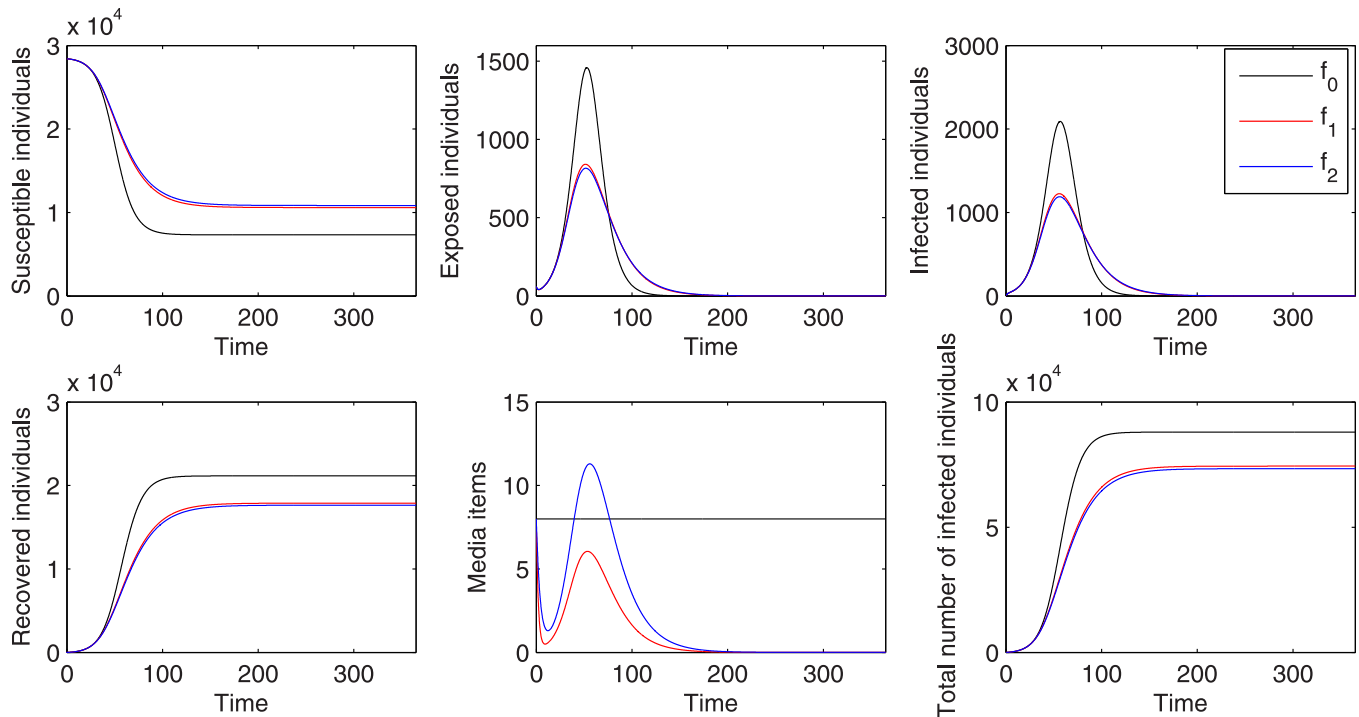 x 10^4
3
2
1
0
Susceptible individuals
0 100 200 300
Time
1500
1000
500
0
Exposed individuals
0 100 200 300
Time
3000
2000
1000
0
Infected individuals
0 100 200 300
Time
f_0
f_1
f_2
x 10^4
3
2
1
0
Recovered individuals
0 100 200 300
Time
15
10
5
0
Media items
0 100 200 300
Time
x 10^4
10
5
0
Total number of infected individuals
0 100 200 300
Time